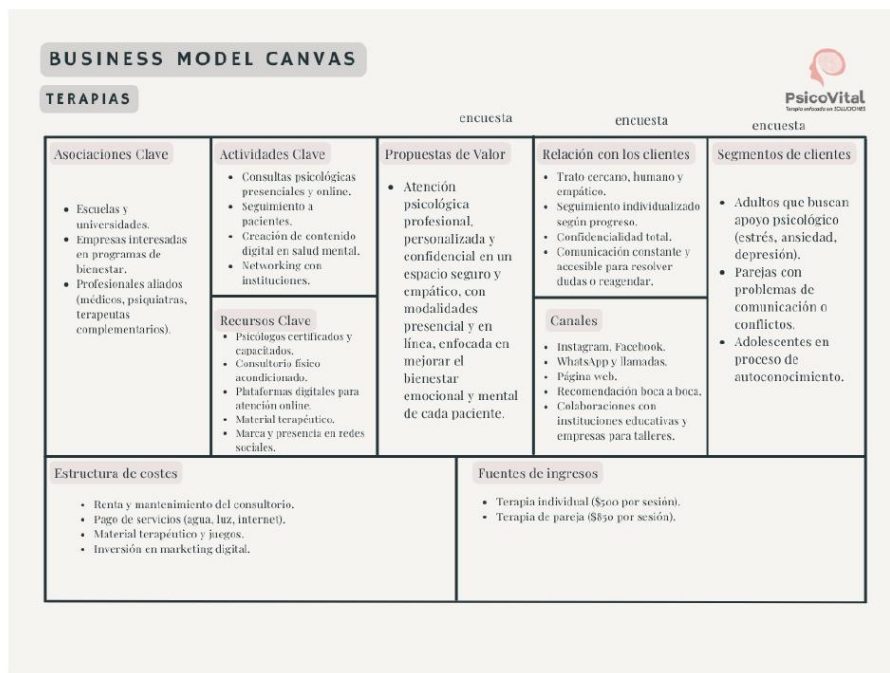 BUSINESS MODEL CANVAS
TERAPIAS
PsicoVital
Terapia enfocada en SOLUCIONES
encuesta
encuesta
encuesta
Asociaciones Clave
• Escuelas y
universidades.
• Empresas interesadas
en programas de
bienestar.
• Profesionales aliados
(médicos, psiquiatras,
terapeutas
complementarios).
Actividades Clave
• Consultas psicológicas
presenciales y online.
• Seguimiento a
pacientes.
• Creación de contenido
digital en salud mental.
• Networking con
instituciones.
Recursos Clave
• Psicólogos certificados y
capacitados.
• Consultorio físico
acondicionado.
• Plataformas digitales para
atención online.
• Material terapéutico.
• Marca y presencia en redes
sociales.
Propuestas de Valor
• Atención
psicológica
profesional,
personalizada y
confidencial en un
espacio seguro y
empático, con
modalidades
presencial y en
línea, enfocada en
mejorar el
bienestar
emocional y mental
de cada paciente.
Relación con los clientes
• Trato cercano, humano y
empático.
• Seguimiento individualizado
según progreso.
• Confidencialidad total.
• Comunicación constante y
accesible para resolver
dudas o reagendar.
Canales
• Instagram, Facebook.
• WhatsApp y llamadas.
• Página web.
• Recomendación boca a boca.
• Colaboraciones con
instituciones educativas y
empresas para talleres.
Segmentos de clientes
• Adultos que buscan
apoyo psicológico
(estrés, ansiedad,
depresión).
• Parejas con
problemas de
comunicación o
conflictos.
• Adolescentes en
proceso de
autoconocimiento.
Estructura de costes
• Renta y mantenimiento del consultorio.
• Pago de servicios (agua, luz, internet).
• Material terapéutico y juegos.
• Inversión en marketing digital.
Fuentes de ingresos
• Terapia individual ($500 por sesión).
• Terapia de pareja ($850 por sesión).